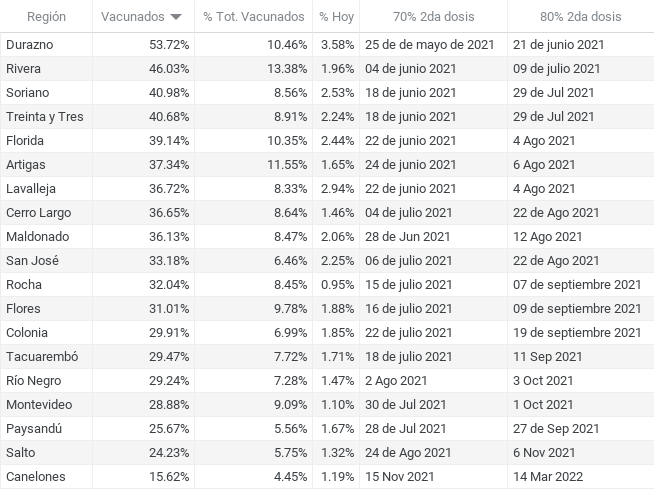 Región Vacunados % Tot. Vacunados % Hoy 70% 2da dosis 80% 2da dosis
Durazno 53.72% 10.46% 3.58% 25 de de mayo de 2021 21 de junio 2021
Rivera 46.03% 13.38% 1.96% 04 de junio 2021 09 de julio 2021
Soriano 40.98% 8.56% 2.53% 18 de junio 2021 29 de Jul 2021
Treinta y Tres 40.68% 8.91% 2.24% 18 de junio 2021 29 de Jul 2021
Florida 39.14% 10.35% 2.44% 22 de junio 2021 4 Ago 2021
Artigas 37.34% 11.55% 1.65% 24 de junio 2021 6 Ago 2021
Lavalleja 36.72% 8.33% 2.94% 22 de junio 2021 4 Ago 2021
Cerro Largo 36.65% 8.64% 1.46% 04 de julio 2021 22 de Ago 2021
Maldonado 36.13% 8.47% 2.06% 28 de Jun 2021 12 Ago 2021
San José 33.18% 6.46% 2.25% 06 de julio 2021 22 de Ago 2021
Rocha 32.04% 8.45% 0.95% 15 de julio 2021 07 de septiembre 2021
Flores 31.01% 9.78% 1.88% 16 de julio 2021 09 de septiembre 2021
Colonia 29.91% 6.99% 1.85% 22 de julio 2021 19 de septiembre 2021
Tacuarembó 29.47% 7.72% 1.71% 18 de julio 2021 11 Sep 2021
Río Negro 29.24% 7.28% 1.47% 2 Ago 2021 3 Oct 2021
Montevideo 28.88% 9.09% 1.10% 30 de Jul 2021 1 Oct 2021
Paysandú 25.67% 5.56% 1.67% 28 de Jul 2021 27 de Sep 2021
Salto 24.23% 5.75% 1.32% 24 de Ago 2021 6 Nov 2021
Canelones 15.62% 4.45% 1.19% 15 Nov 2021 14 Mar 2022